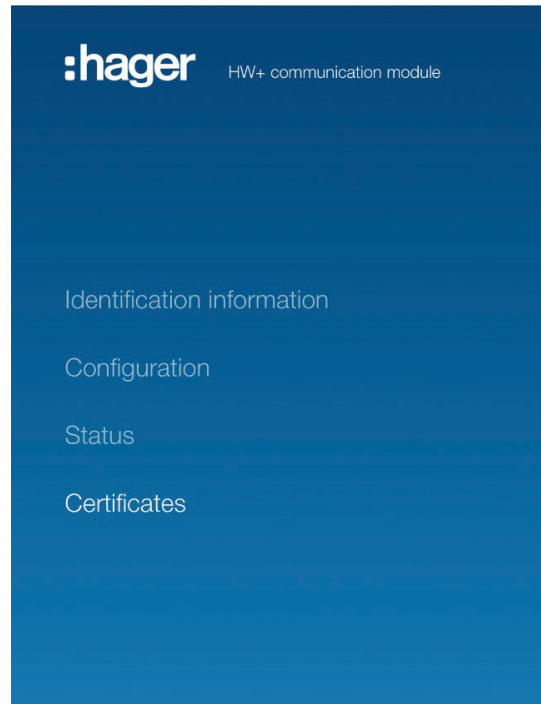 :hager
HW+ communication module
Identification information
Configuration
Status
Certificates